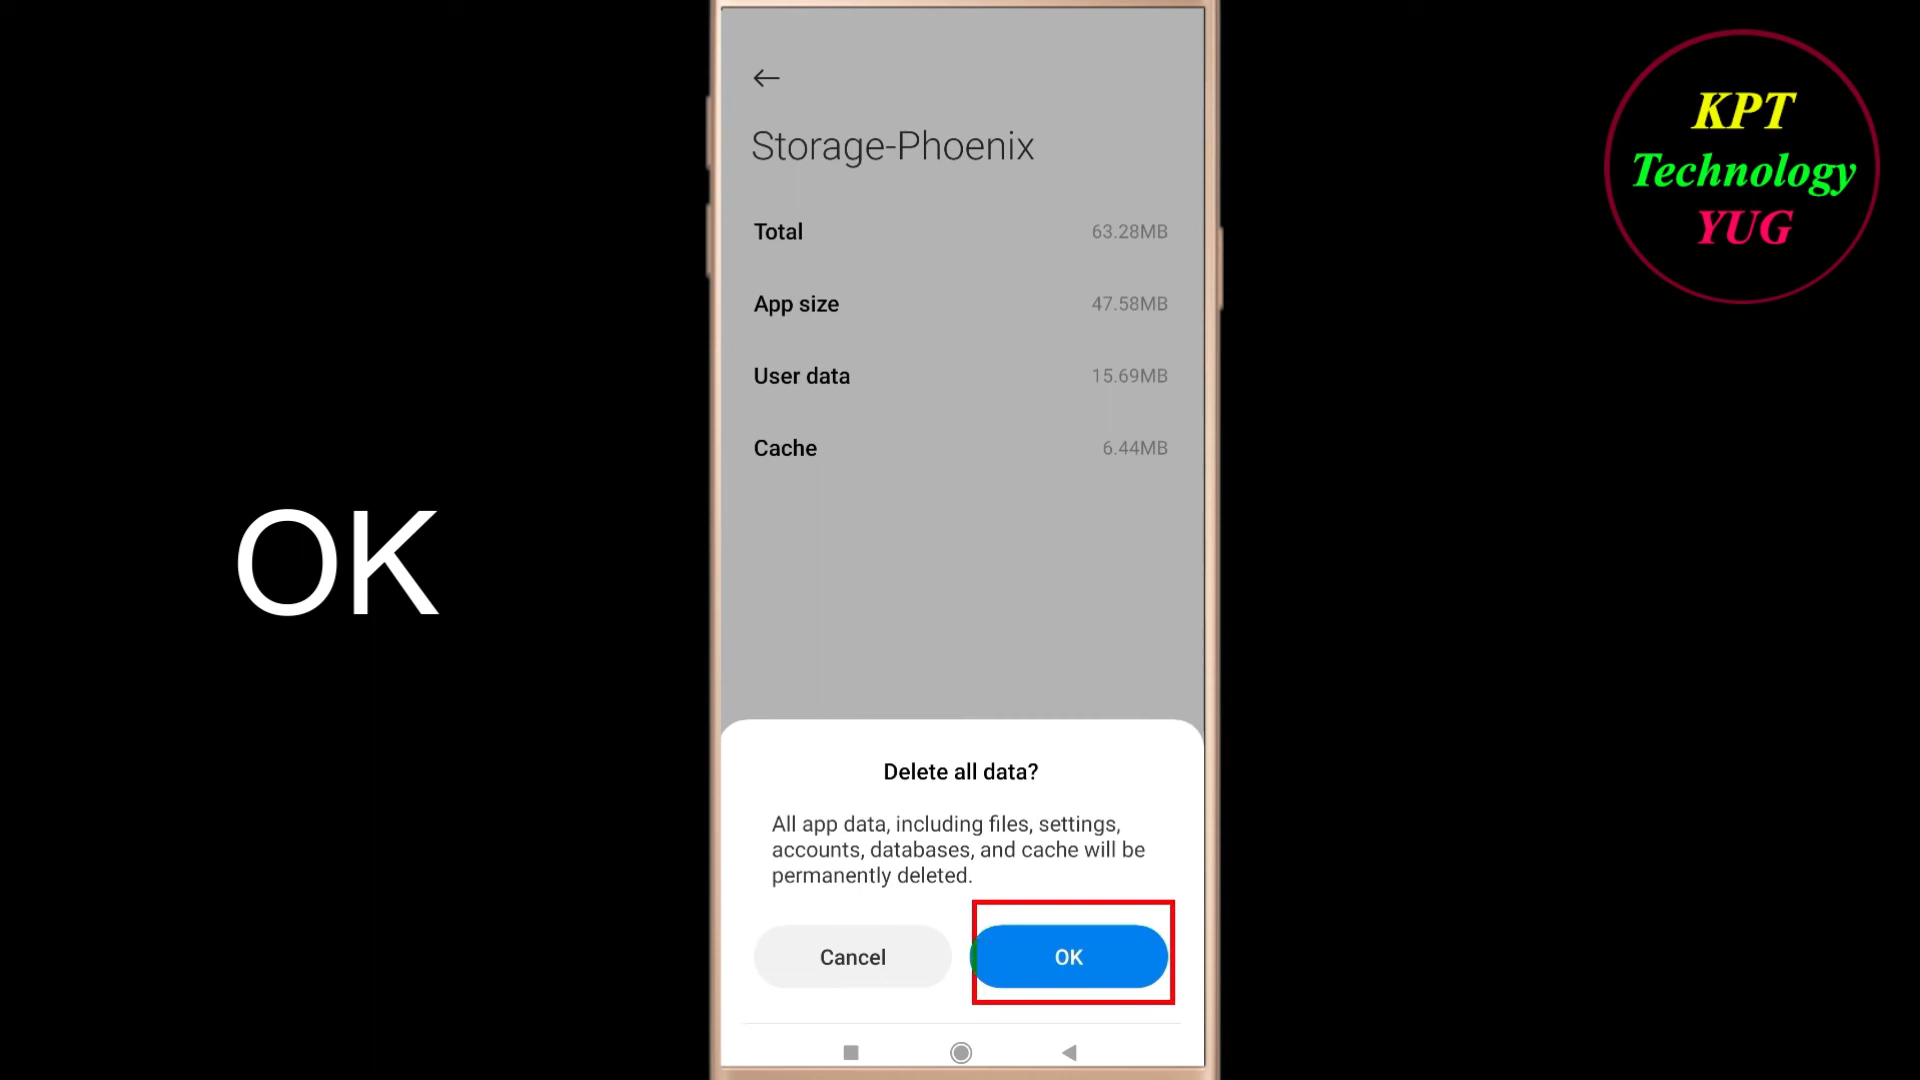 KPT
Technology
YUG
Storage-Phoenix
Total 63.28MB
App size 47.58MB
User data 15.69MB
Cache 6.44MB
OK
Delete all data?
All app data, including files, settings,
accounts, databases, and cache will be
permanently deleted.
Cancel OK